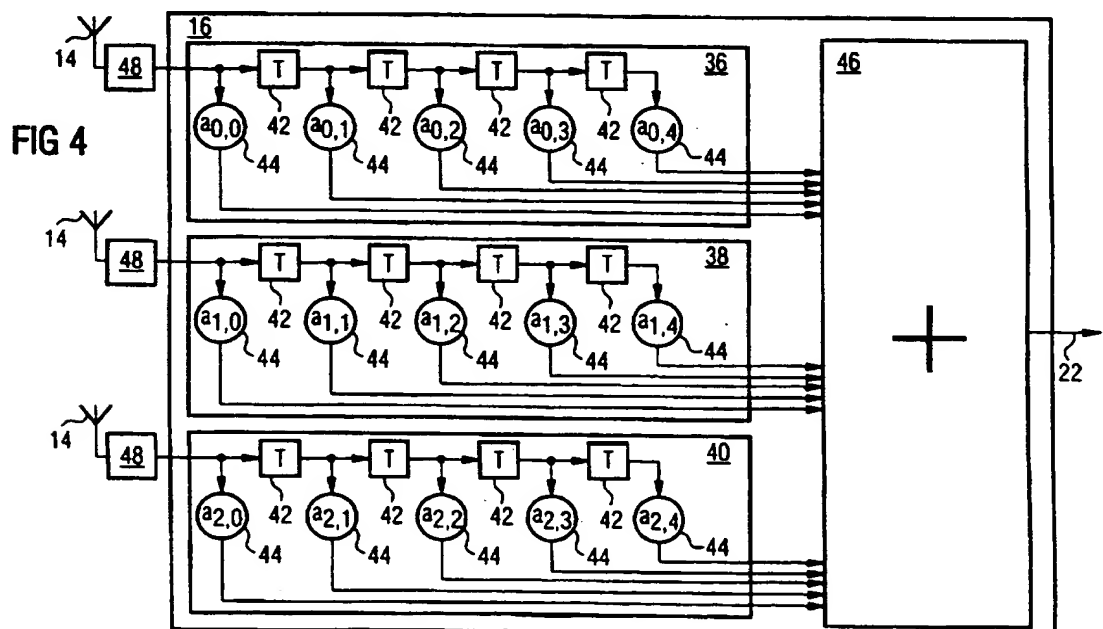 FIG 4
16
14
48
T T T T
36
46
a0,0 a0,1 a0,2 a0,3 a0,4
42 42 42 42
44 44 44 44 44
14
48
T T T T
38
a1,0 a1,1 a1,2 a1,3 a1,4
42 42 42 42
44 44 44 44 44
+
22
14
48
T T T T
40
a2,0 a2,1 a2,2 a2,3 a2,4
42 42 42 42
44 44 44 44 44